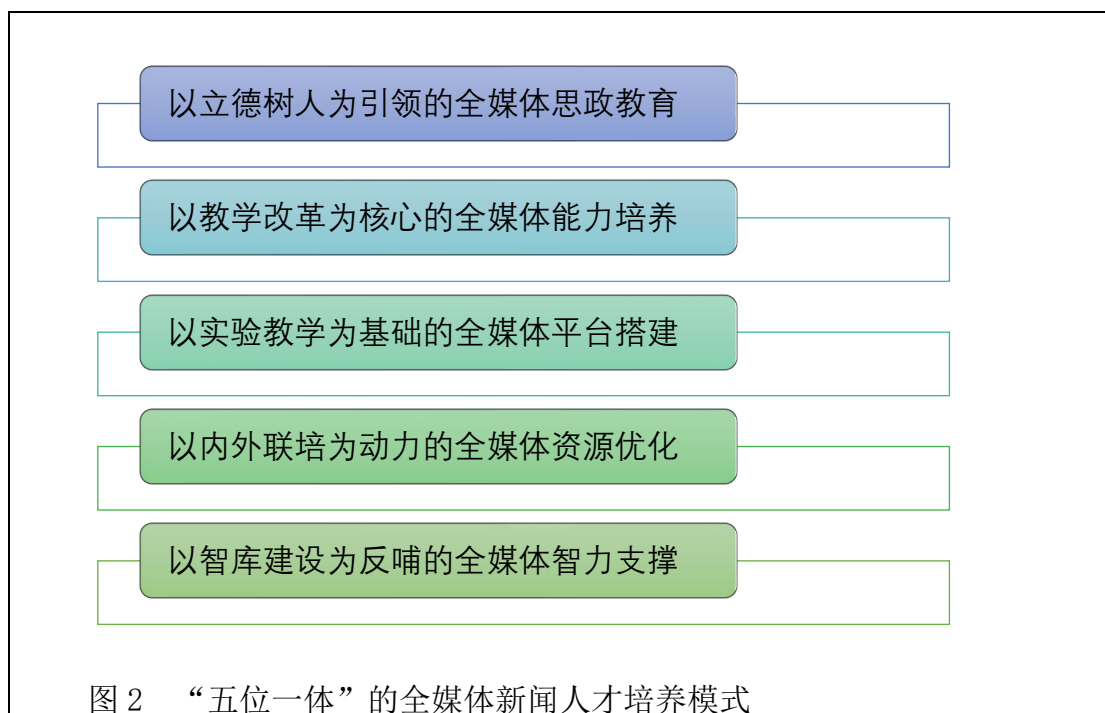 以立德树人为引领的全媒体思政教育
以教学改革为核心的全媒体能力培养
以实验教学为基础的全媒体平台搭建
以内外联培为动力的全媒体资源优化
以智库建设为反哺的全媒体智力支撑
图 2 “五位一体”的全媒体新闻人才培养模式